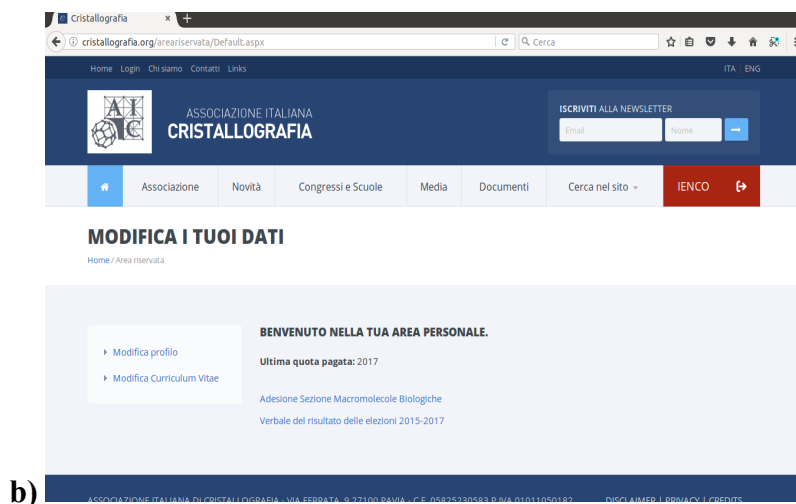 Cristallografia × +
cristallografia.org/areariservata/Default.aspx Cerca
Home Login Chi siamo Contatti Links ITA ENG
AIC
ASSOCIAZIONE ITALIANA
CRISTALLOGRAFIA
ISCRIVITI ALLA NEWSLETTER
Email Nome
Associazione Novità Congressi e Scuole Media Documenti Cerca nel sito IENCO
MODIFICA I TUOI DATI
Home / Area riservata
BENVENUTO NELLA TUA AREA PERSONALE.
Modifica profilo
Ultima quota pagata: 2017
Modifica Curriculum Vitae
Adesione Sezione Macromolecole Biologiche
Verbale del risultato delle elezioni 2015-2017
b)
ASSOCIAZIONE ITALIANA DI CRISTALLOGRAFIA - VIA FERRATA, 9 27100 PAVIA - C.F. 05825230583 P.IVA 01011050182 DISCLAIMER | PRIVACY | CREDITS